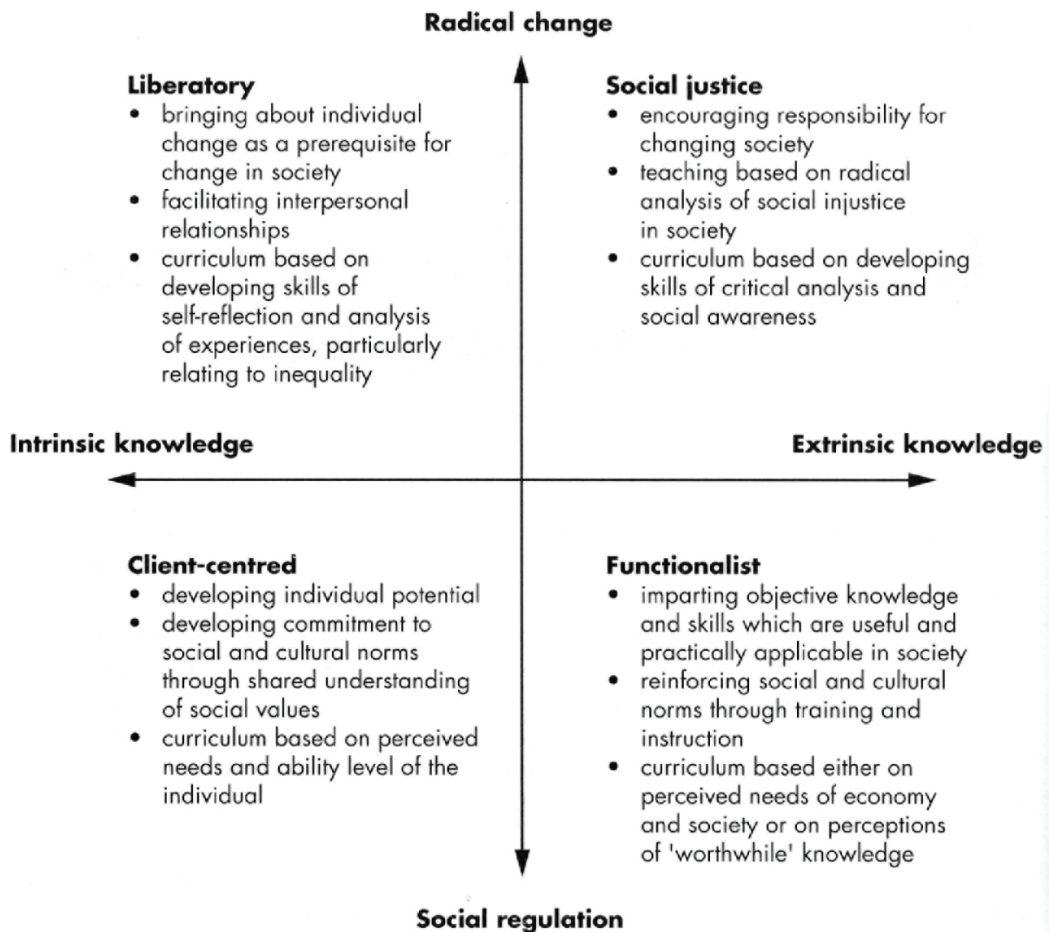 Radical change
Liberatory
• bringing about individual
change as a prerequisite for
change in society
• facilitating interpersonal
relationships
• curriculum based on
developing skills of
self-reflection and analysis
of experiences, particularly
relating to inequality
Social justice
• encouraging responsibility for
changing society
• teaching based on radical
analysis of social injustice
in society
• curriculum based on developing
skills of critical analysis and
social awareness
Intrinsic knowledge
Extrinsic knowledge
Client-centred
• developing individual potential
• developing commitment to
social and cultural norms
through shared understanding
of social values
• curriculum based on perceived
needs and ability level of the
individual
Functionalist
• imparting objective knowledge
and skills which are useful and
practically applicable in society
• reinforcing social and cultural
norms through training and
instruction
• curriculum based either on
perceived needs of economy
and society or on perceptions
of 'worthwhile' knowledge
Social regulation